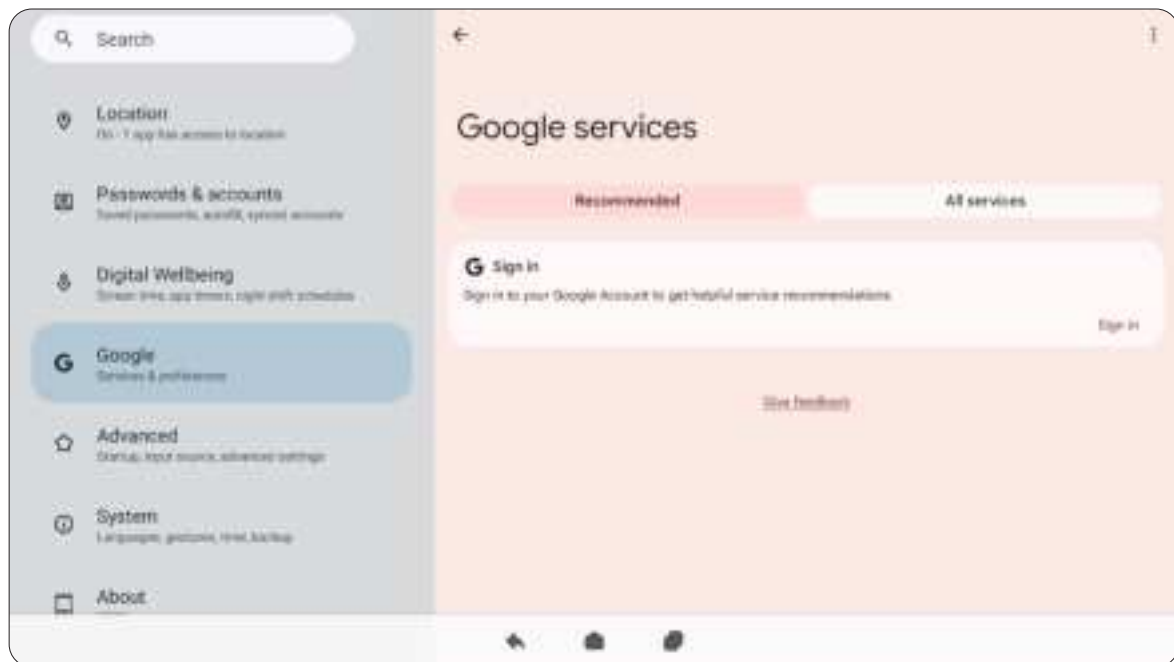 Search
Location
On - 1 app has access to location
Passwords & accounts
Saved passwords, autofill, synced accounts
Digital Wellbeing
Screen time, app timers, night shift schedules
Google
Services & preferences
Advanced
Startup, input source, advanced settings
System
Languages, gestures, time, backup
About
Google services
Recommended
All services
Sign in
Sign in to your Google Account to get helpful service recommendations
Sign in
Give feedback